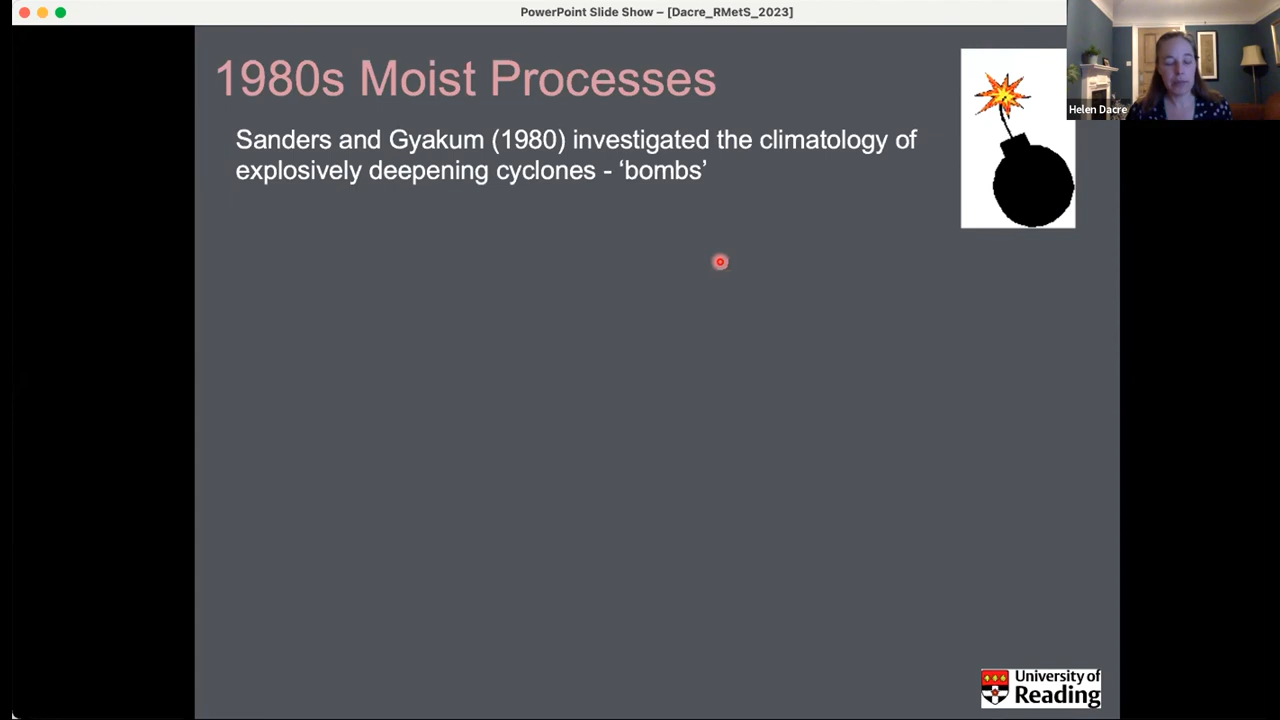 PowerPoint Slide Show – [Dacre_RMetS_2023]
1980s Moist Processes
Helen Dacre
Sanders and Gyakum (1980) investigated the climatology of
explosively deepening cyclones - ‘bombs’
University of
Reading